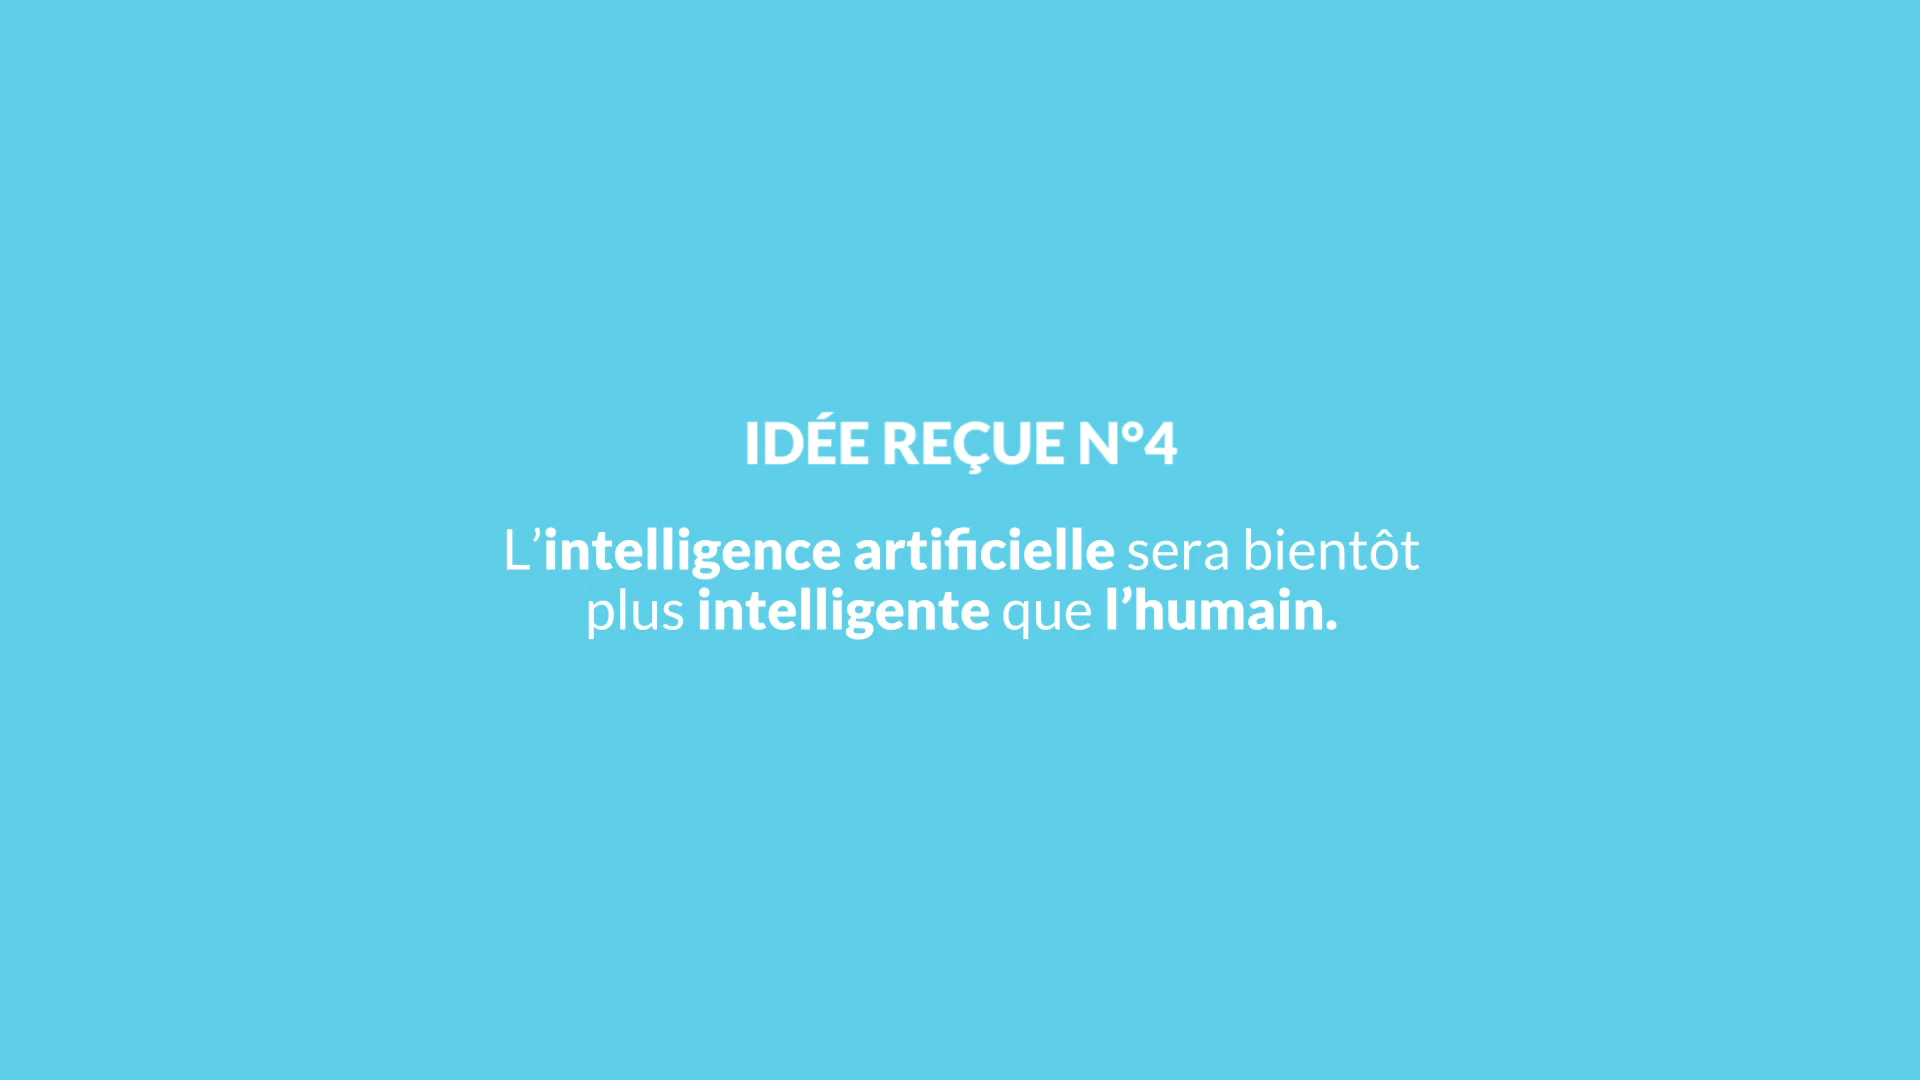 IDÉE REÇUE N°4
L’intelligence artificielle sera bientôt
plus intelligente que l’humain.